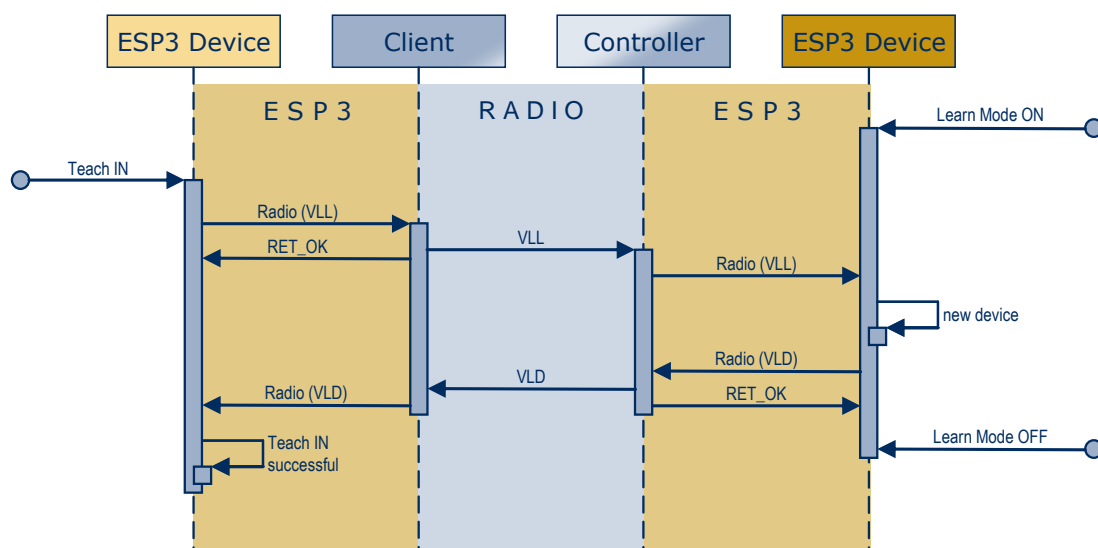 ESP3 Device
Client
Controller
ESP3 Device
ESP3
RADIO
ESP3
Learn Mode ON
Teach IN
Radio (VLL)
VLL
RET_OK
Radio (VLL)
new device
Radio (VLD)
VLD
Radio (VLD)
RET_OK
Teach IN
successful
Learn Mode OFF